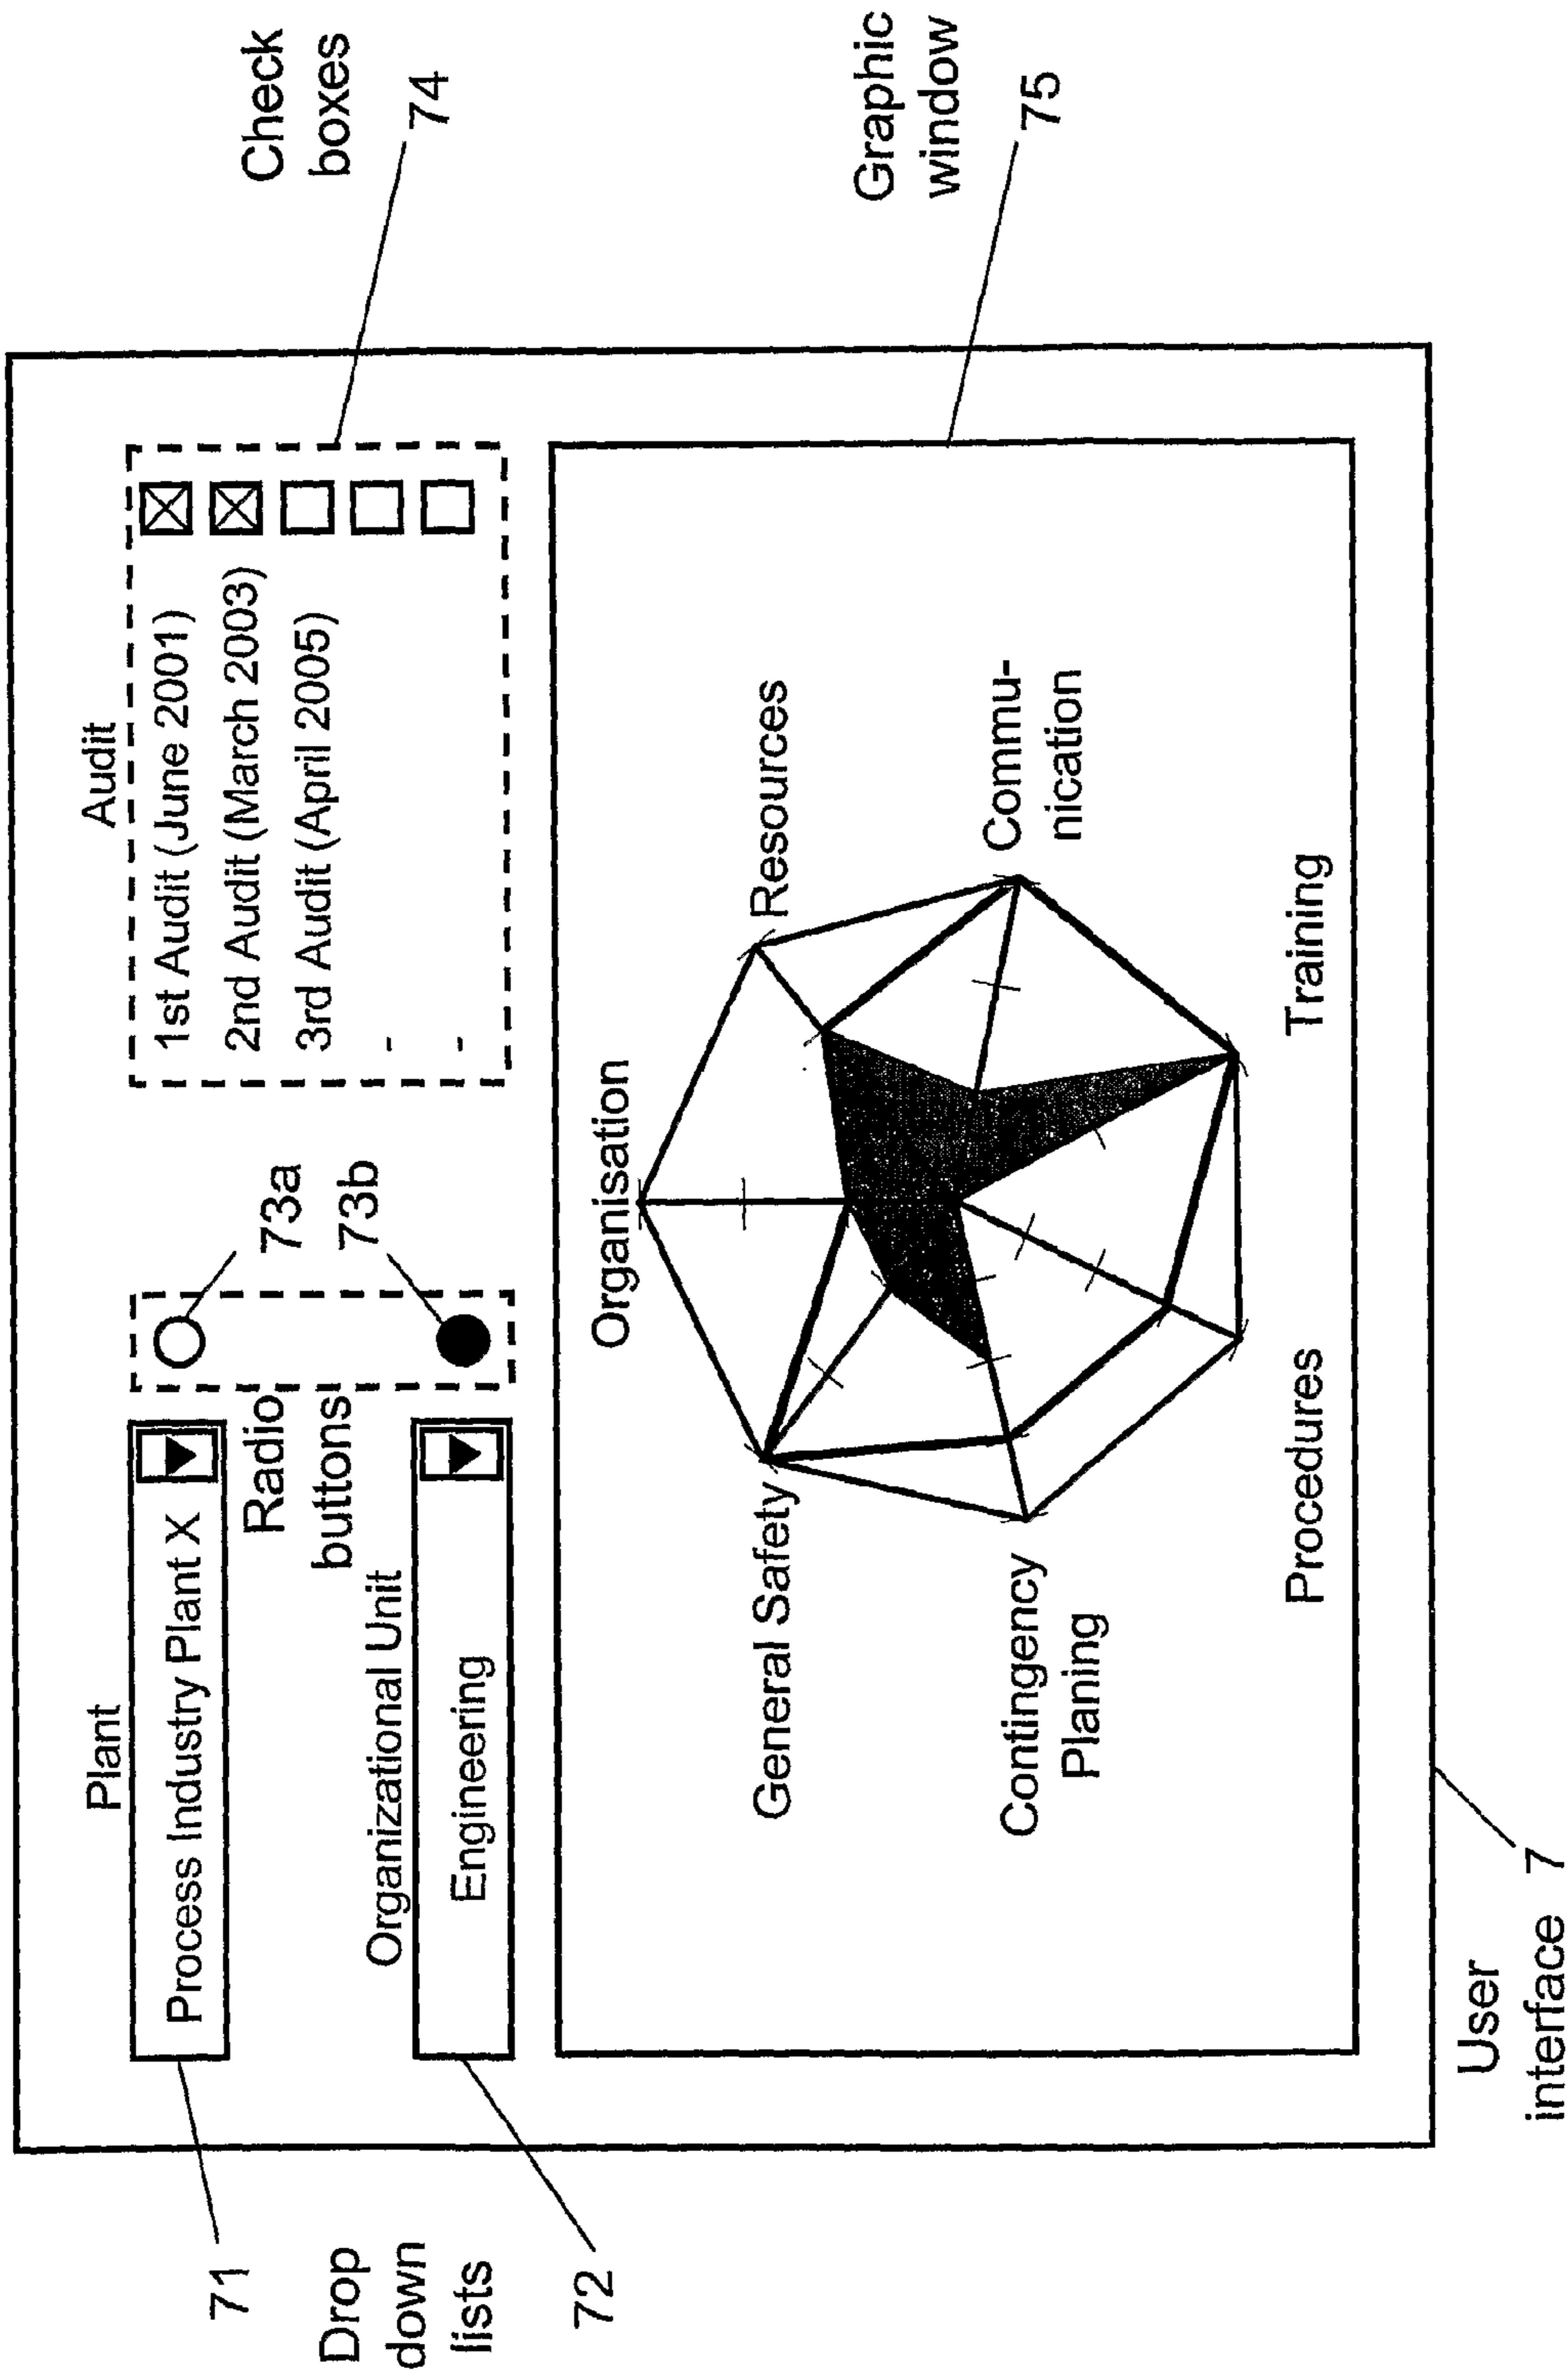 Plant
Process Industry Plant X
71
Drop
down
lists
72
Organizational Unit
Engineering
Radio
buttons
73a
73b
Audit
1st Audit (June 2001)
2nd Audit (March 2003)
3rd Audit (April 2005)
-
-
Check
boxes
74
Organisation
Resources
Commu-
nication
Training
Procedures
Contingency
Planning
General Safety
Graphic
window
75
User
interface 7